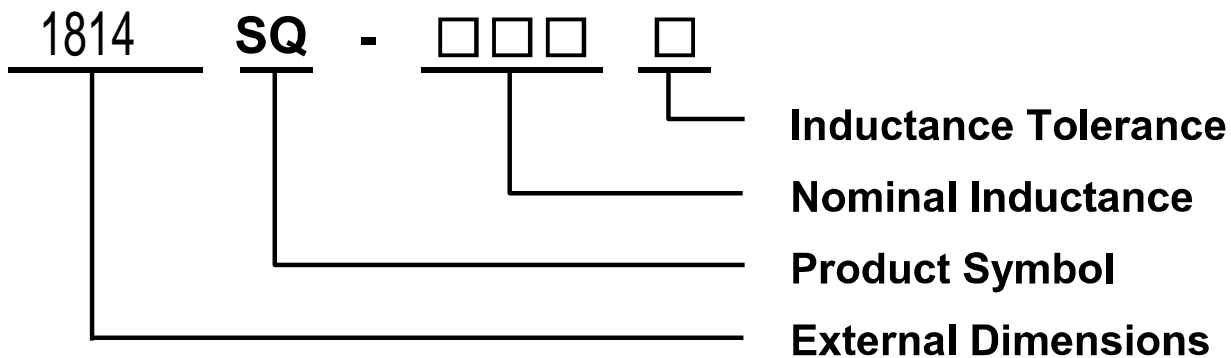 1814 SQ - □□□ □
Inductance Tolerance
Nominal Inductance
Product Symbol
External Dimensions